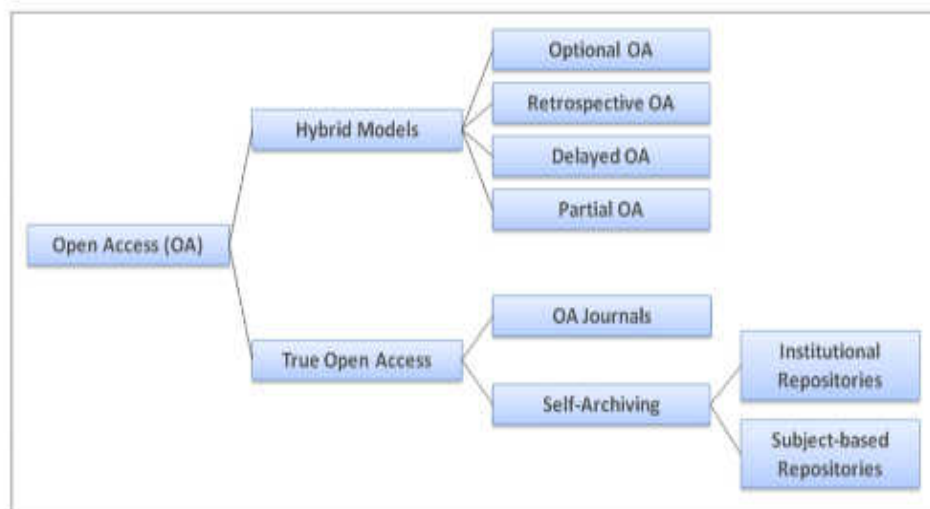 Optional OA
Retrospective OA
Hybrid Models
Delayed OA
Partial OA
Open Access (OA)
OA Journals
True Open Access
Institutional
Repositories
Self-Archiving
Subject-based
Repositories